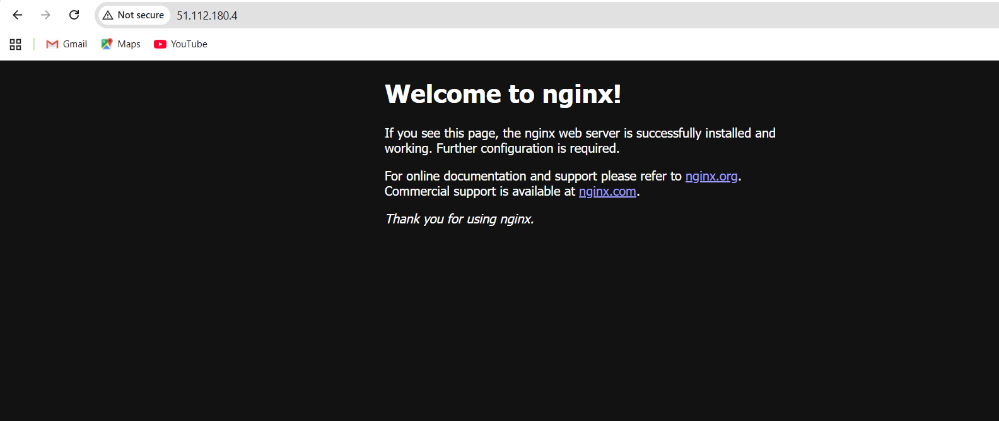 Not secure 51.112.180.4
Gmail Maps YouTube
Welcome to nginx!
If you see this page, the nginx web server is successfully installed and
working. Further configuration is required.
For online documentation and support please refer to nginx.org.
Commercial support is available at nginx.com.
Thank you for using nginx.